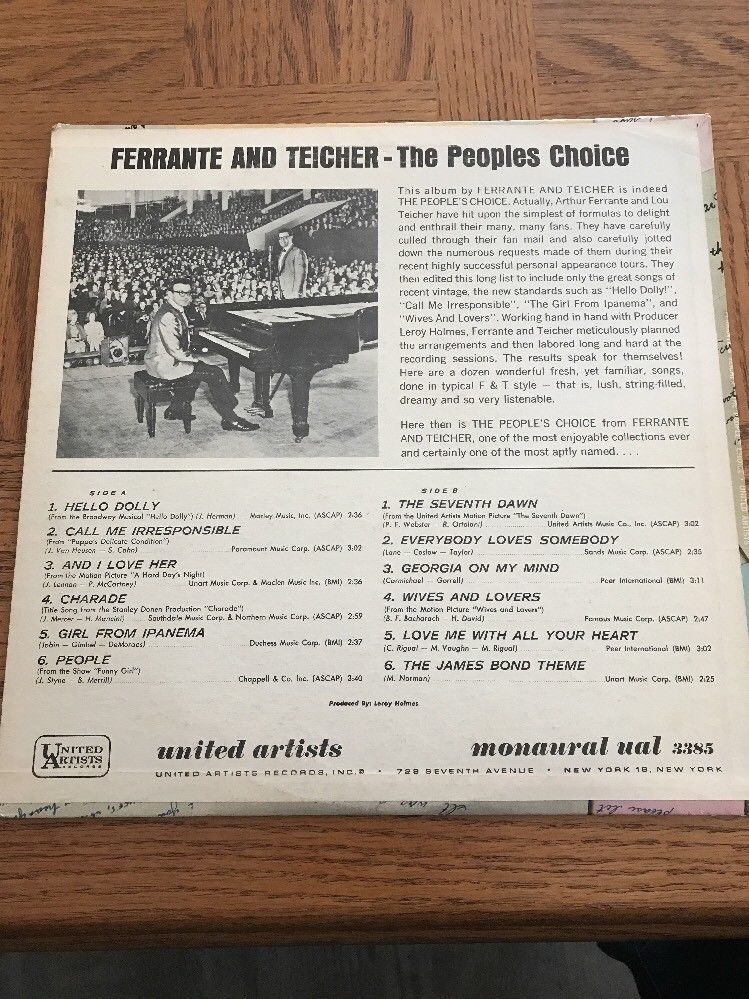 FERRANTE AND TEICHER - The Peoples Choice
This album by FERRANTE AND TEICHER is indeed
THE PEOPLE'S CHOICE. Actually, Arthur Ferrante and Lou
Teicher have hit upon the simplest of formulas to delight
and enthrall their many, many fans. They have carefully
culled through their fan mail and also carefully jotted
down the numerous requests made of them during their
recent highly successful personal appearance tours. They
then edited this long list to include only the great songs of
recent vintage, the new standards such as "Hello Dolly!",
"Call Me Irresponsible", "The Girl From Ipanema", and
"Wives And Lovers". Working hand in hand with Producer
Leroy Holmes, Ferrante and Teicher meticulously planned
the arrangements and then labored long and hard at the
recording sessions. The results speak for themselves!
Here are a dozen wonderful fresh, yet familiar, songs,
done in typical F & T style — that is, lush, string-filled,
dreamy and so very listenable.
Here then is THE PEOPLE'S CHOICE from FERRANTE
AND TEICHER, one of the most enjoyable collections ever
and certainly one of the most aptly named. . . .
SIDE A
1. HELLO DOLLY
(From the Broadway Musical "Hello Dolly") (J. Herman) Morley Music, Inc. (ASCAP) 2:36
2. CALL ME IRRESPONSIBLE
(From "Pappa's Delicate Condition")
(J. Van Heusen — S. Cahn) Paramount Music Corp. (ASCAP) 3:02
3. AND I LOVE HER
(From the Motion Picture "A Hard Day's Night)
(J. Lennon — P. McCartney) Unart Music Corp. & Maclen Music Inc. (BMI) 2:36
4. CHARADE
(Title Song from the Stanley Donen Production "Charade")
(J. Mercer — H. Mancini) Southdale Music Corp. & Northern Music Corp. (ASCAP) 2:59
5. GIRL FROM IPANEMA
(Jobin — Gimbel — DeMoraes) Duchess Music Corp. (BMI) 2:37
6. PEOPLE
(From the Show "Funny Girl")
(J. Styne — B. Merrill) Chappell & Co. Inc. (ASCAP) 3:40
SIDE B
1. THE SEVENTH DAWN
(From the United Artists Motion Picture "The Seventh Dawn")
(P. F. Webster — R. Ortolani) United Artists Music Co., Inc. (ASCAP) 3:02
2. EVERYBODY LOVES SOMEBODY
(Lane — Coslow — Taylor) Sands Music Corp. (ASCAP) 2:35
3. GEORGIA ON MY MIND
(Carmichael — Gorrell) Peer International (BMI) 3:11
4. WIVES AND LOVERS
(From the Motion Picture "Wives and Lovers")
(B. F. Bacharach — H. David) Famous Music Corp. (ASCAP) 2:47
5. LOVE ME WITH ALL YOUR HEART
(C. Rigual — M. Vaughn — M. Rigual) Peer International (BMI) 3:02
6. THE JAMES BOND THEME
(M. Norman) Unart Music Corp. (BMI) 2:25
Produced By: Leroy Holmes
UNITED
ARTISTS
RECORDS
united artists
monaural ual 3385
UNITED ARTISTS RECORDS, INC. • 729 SEVENTH AVENUE • NEW YORK 19, NEW YORK
please let